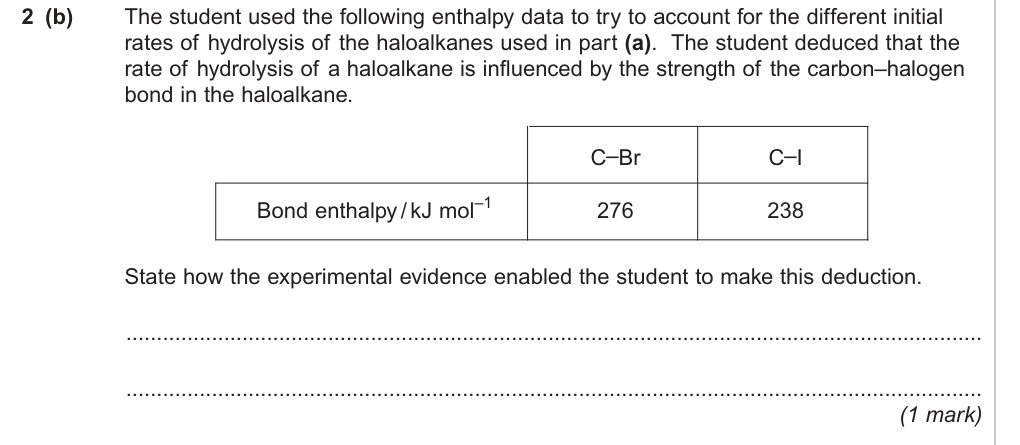 2 (b) The student used the following enthalpy data to try to account for the different initial
rates of hydrolysis of the haloalkanes used in part (a). The student deduced that the
rate of hydrolysis of a haloalkane is influenced by the strength of the carbon–halogen
bond in the haloalkane.
C–Br C–I
Bond enthalpy / kJ mol⁻¹ 276 238
State how the experimental evidence enabled the student to make this deduction.
(1 mark)